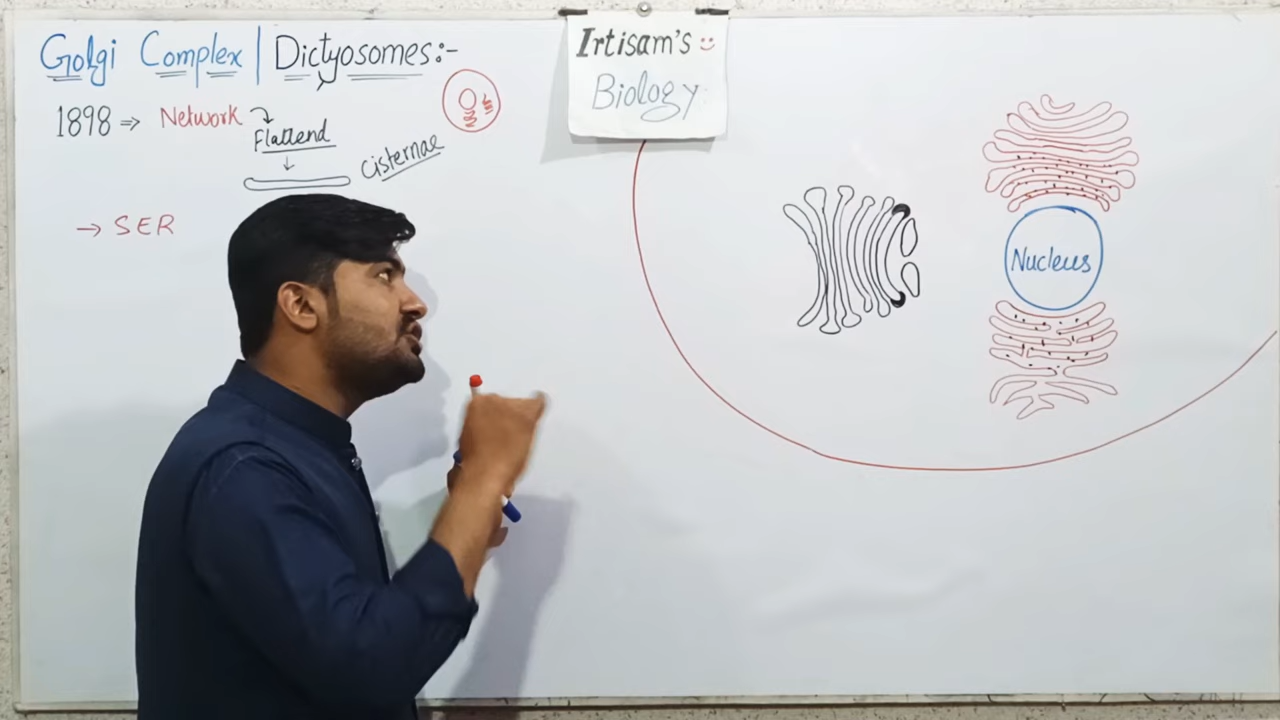 Golgi Complex | Dictyosomes:-
1898 ⇒ Network
Flattend
Cisternae
→ SER
Irtisam's
Biology
Nucleus